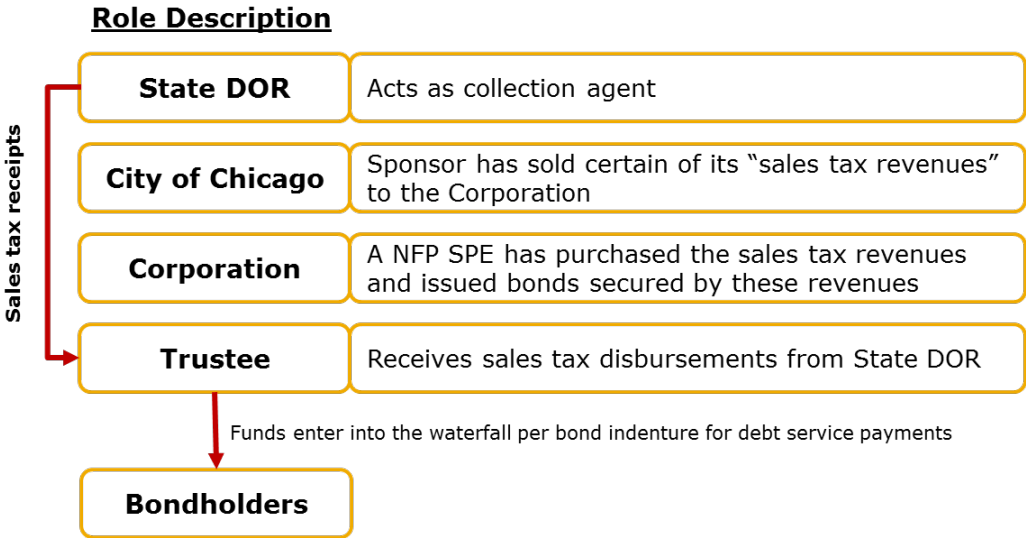 Role Description
State DOR
Acts as collection agent
City of Chicago
Sponsor has sold certain of its “sales tax revenues”
to the Corporation
Corporation
A NFP SPE has purchased the sales tax revenues
and issued bonds secured by these revenues
Trustee
Receives sales tax disbursements from State DOR
Sales tax receipts
Funds enter into the waterfall per bond indenture for debt service payments
Bondholders